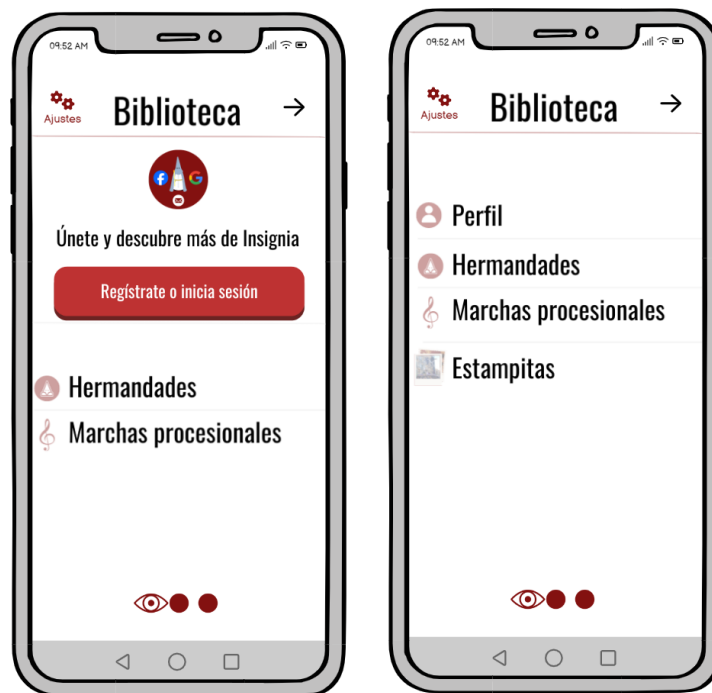 09:52 AM
Ajustes
Biblioteca
Únete y descubre más de Insignia
Regístrate o inicia sesión
Hermandades
Marchas procesionales
09:52 AM
Ajustes
Biblioteca
Perfil
Hermandades
Marchas procesionales
Estampitas